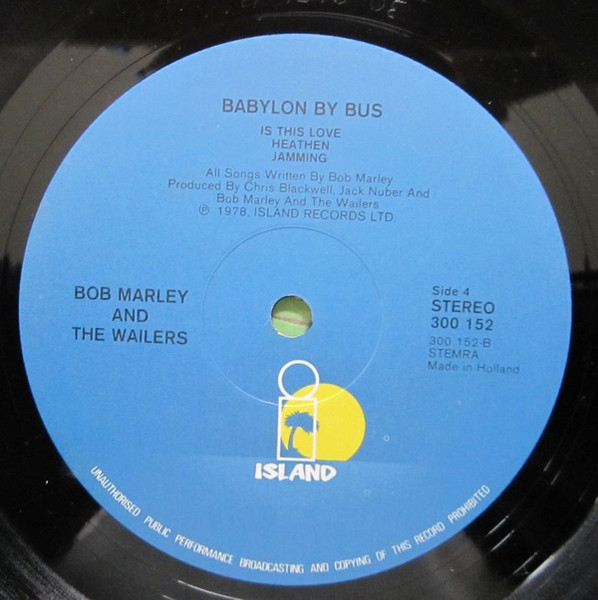 BABYLON BY BUS
IS THIS LOVE
HEATHEN
JAMMING
All Songs Written By Bob Marley
Produced By Chris Blackwell, Jack Nuber And
Bob Marley And The Wailers
℗ 1978, ISLAND RECORDS LTD.
BOB MARLEY
AND
THE WAILERS
Side 4
STEREO
300 152
300 152-B
STEMRA
Made in Holland
ISLAND
UNAUTHORISED PUBLIC PERFORMANCE BROADCASTING AND COPYING OF THIS RECORD PROHIBITED